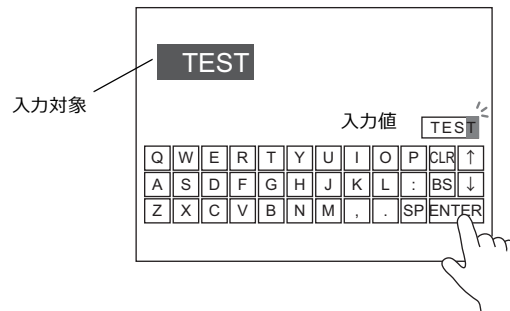 TEST
入力対象
入力値 TEST
Q W E R T Y U I O P CLR ↑
A S D F G H J K L : BS ↓
Z X C V B N M , . SP ENTER